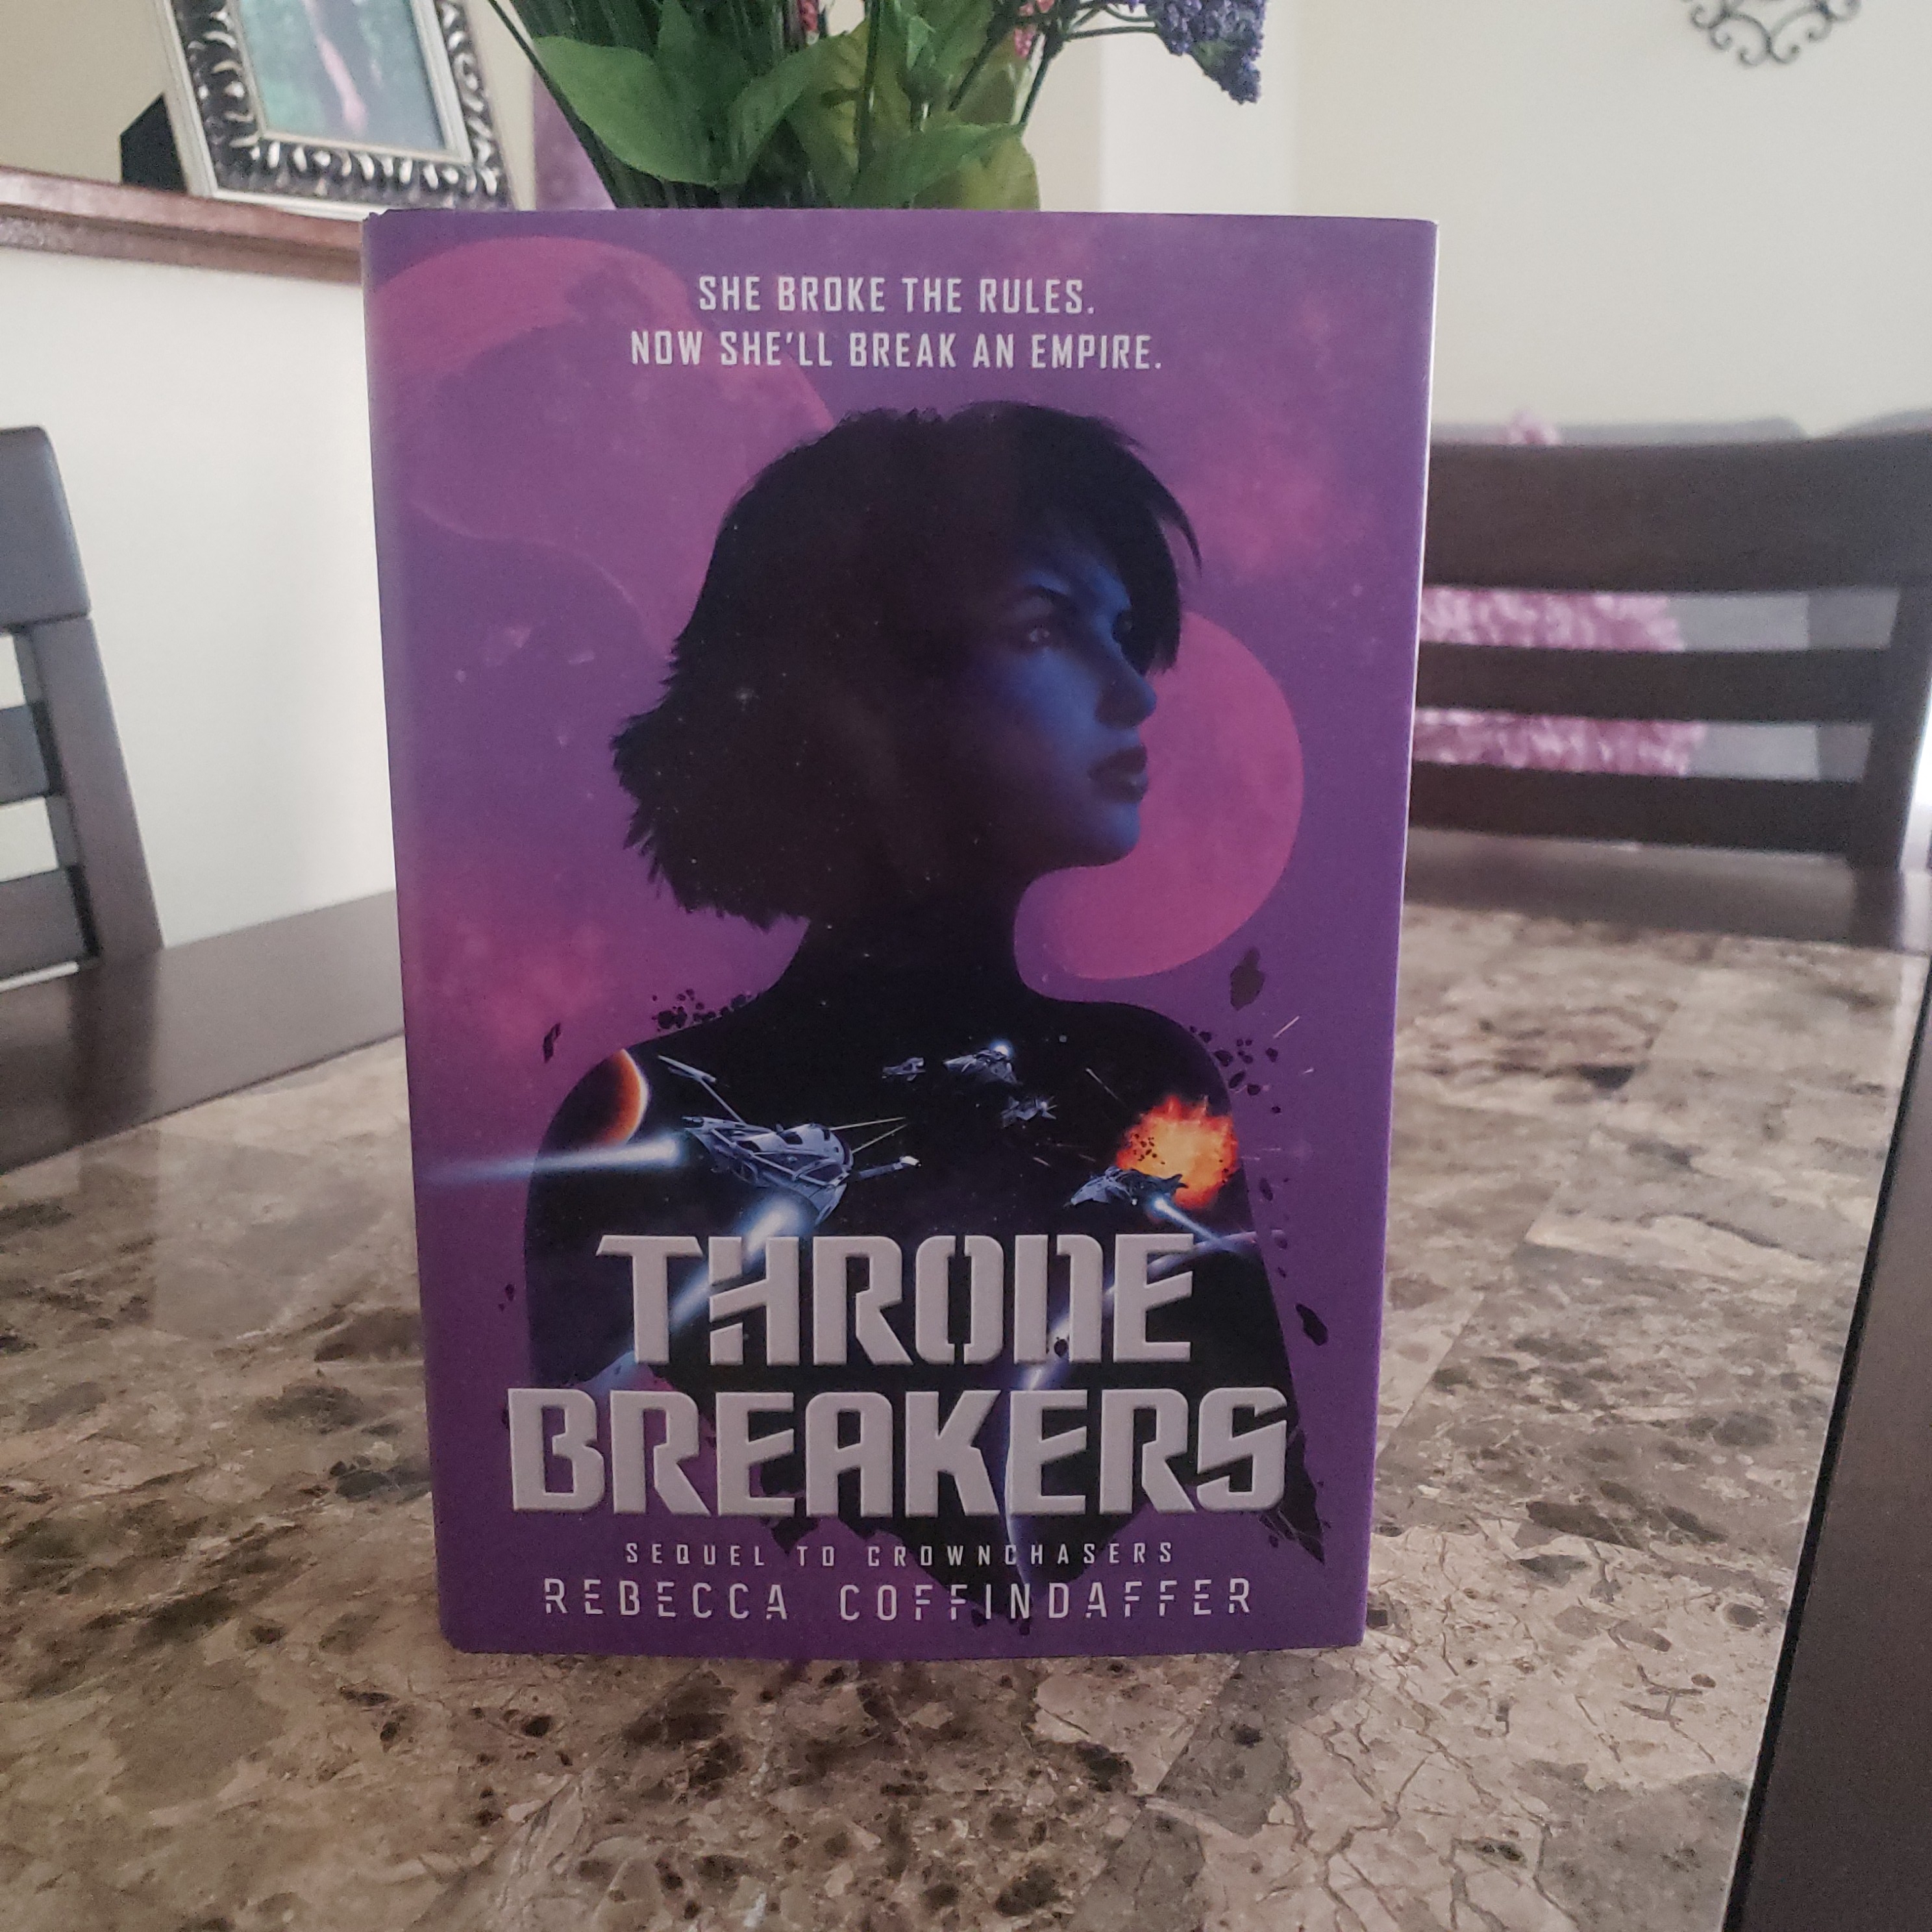 SHE BROKE THE RULES.
NOW SHE'LL BREAK AN EMPIRE.
THRONE
BREAKERS
SEQUEL TO CROWNCHASERS
REBECCA COFFINDAFFER